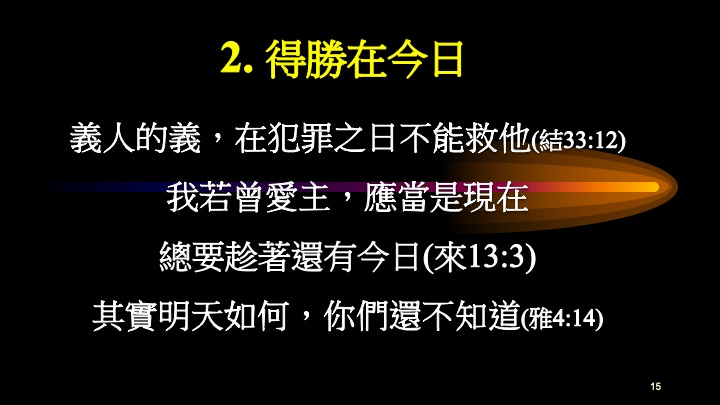 2. 得勝在今日
義人的義，在犯罪之日不能救他(結33:12)
我若曾愛主，應當是現在
總要趁著還有今日(來13:3)
其實明天如何，你們還不知道(雅4:14)
15